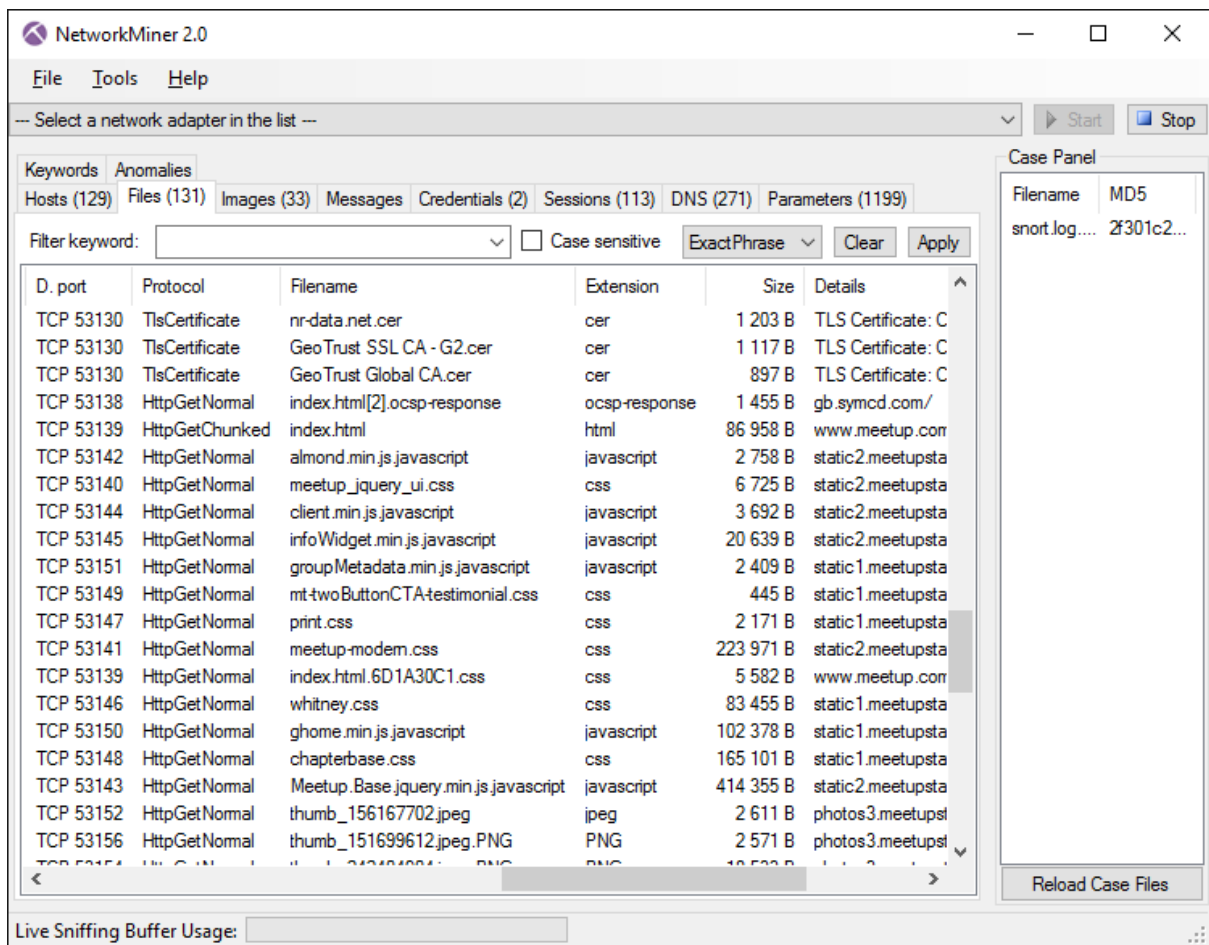 NetworkMiner 2.0
File Tools Help
--- Select a network adapter in the list --- Start Stop
Keywords Anomalies
Hosts (129) Files (131) Images (33) Messages Credentials (2) Sessions (113) DNS (271) Parameters (1199)
Filter keyword: Case sensitive ExactPhrase Clear Apply
D. port Protocol Filename Extension Size Details
TCP 53130 TlsCertificate nr-data.net.cer cer 1 203 B TLS Certificate: C
TCP 53130 TlsCertificate GeoTrust SSL CA - G2.cer cer 1 117 B TLS Certificate: C
TCP 53130 TlsCertificate GeoTrust Global CA.cer cer 897 B TLS Certificate: C
TCP 53138 HttpGetNormal index.html[2].ocsp-response ocsp-response 1 455 B gb.symcd.com/
TCP 53139 HttpGetChunked index.html html 86 958 B www.meetup.com
TCP 53142 HttpGetNormal almond.min.js.javascript javascript 2 758 B static2.meetupsta
TCP 53140 HttpGetNormal meetup_jquery_ui.css css 6 725 B static2.meetupsta
TCP 53144 HttpGetNormal client.min.js.javascript javascript 3 692 B static2.meetupsta
TCP 53145 HttpGetNormal infoWidget.min.js.javascript javascript 20 639 B static2.meetupsta
TCP 53151 HttpGetNormal groupMetadata.min.js.javascript javascript 2 409 B static1.meetupsta
TCP 53149 HttpGetNormal mt-twoButtonCTA-testimonial.css css 445 B static1.meetupsta
TCP 53147 HttpGetNormal print.css css 2 171 B static1.meetupsta
TCP 53141 HttpGetNormal meetup-modern.css css 223 971 B static2.meetupsta
TCP 53139 HttpGetNormal index.html.6D1A30C1.css css 5 582 B www.meetup.com
TCP 53146 HttpGetNormal whitney.css css 83 455 B static1.meetupsta
TCP 53150 HttpGetNormal ghome.min.js.javascript javascript 102 378 B static1.meetupsta
TCP 53148 HttpGetNormal chapterbase.css css 165 101 B static1.meetupsta
TCP 53143 HttpGetNormal Meetup.Base.jquery.min.js.javascript javascript 414 355 B static2.meetupsta
TCP 53152 HttpGetNormal thumb_156167702.jpeg jpeg 2 611 B photos3.meetupst
TCP 53156 HttpGetNormal thumb_151699612.jpeg.PNG PNG 2 571 B photos3.meetupst
Live Sniffing Buffer Usage:
Case Panel
Filename MD5
snort.log.... 2f301c2...
Reload Case Files